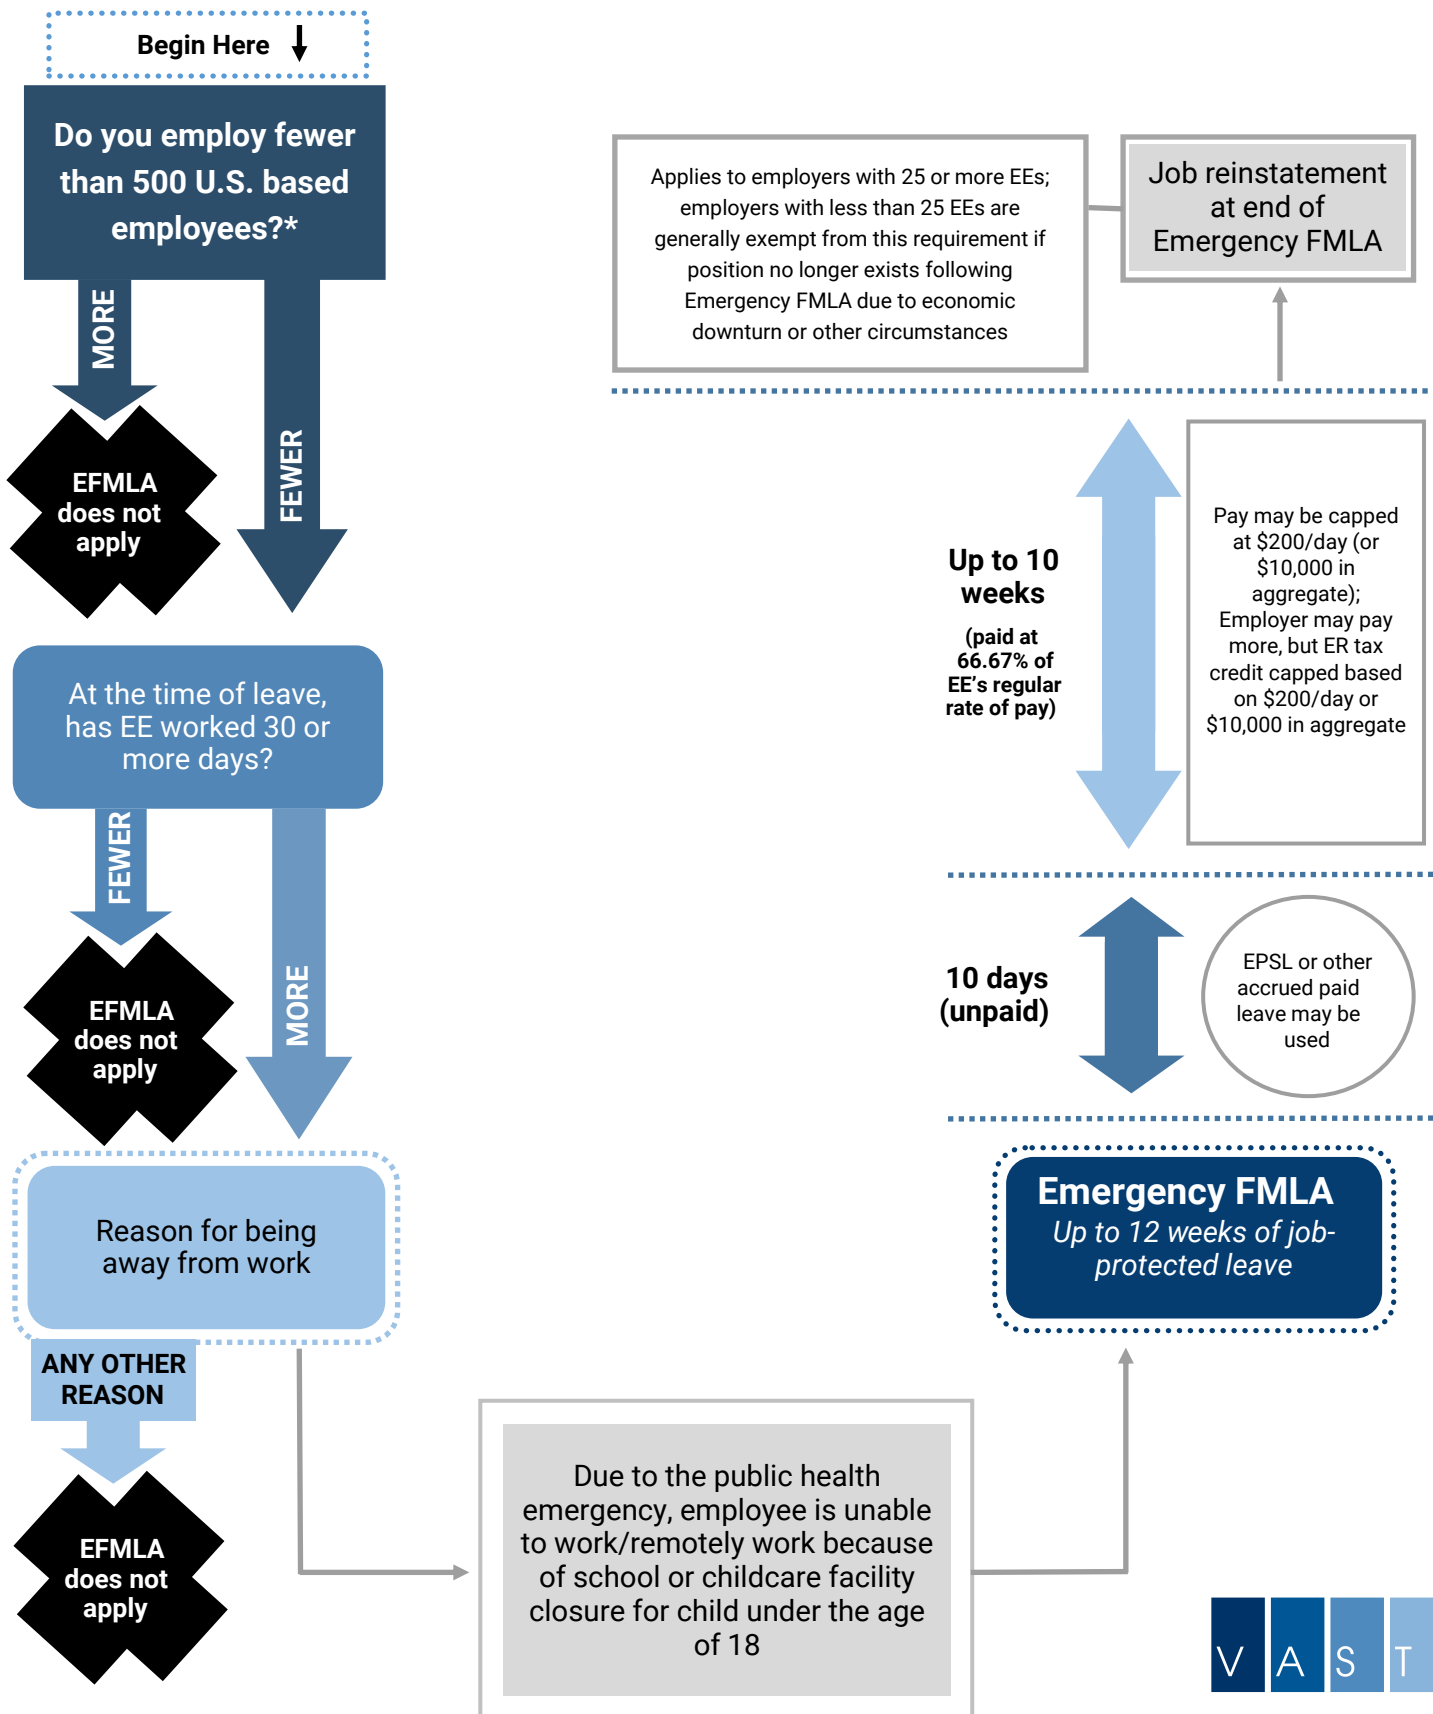 Begin Here
Do you employ fewer
than 500 U.S. based
employees?*
MORE
FEWER
EFMLA
does not
apply
At the time of leave,
has EE worked 30 or
more days?
FEWER
MORE
EFMLA
does not
apply
Reason for being
away from work
ANY OTHER
REASON
EFMLA
does not
apply
Due to the public health
emergency, employee is unable
to work/remotely work because
of school or childcare facility
closure for child under the age
of 18
Emergency FMLA
Up to 12 weeks of job-
protected leave
10 days
(unpaid)
EPSL or other
accrued paid
leave may be
used
Up to 10
weeks
(paid at
66.67% of
EE’s regular
rate of pay)
Pay may be capped
at $200/day (or
$10,000 in
aggregate);
Employer may pay
more, but ER tax
credit capped based
on $200/day or
$10,000 in aggregate
Job reinstatement
at end of
Emergency FMLA
Applies to employers with 25 or more EEs;
employers with less than 25 EEs are
generally exempt from this requirement if
position no longer exists following
Emergency FMLA due to economic
downturn or other circumstances
VAST